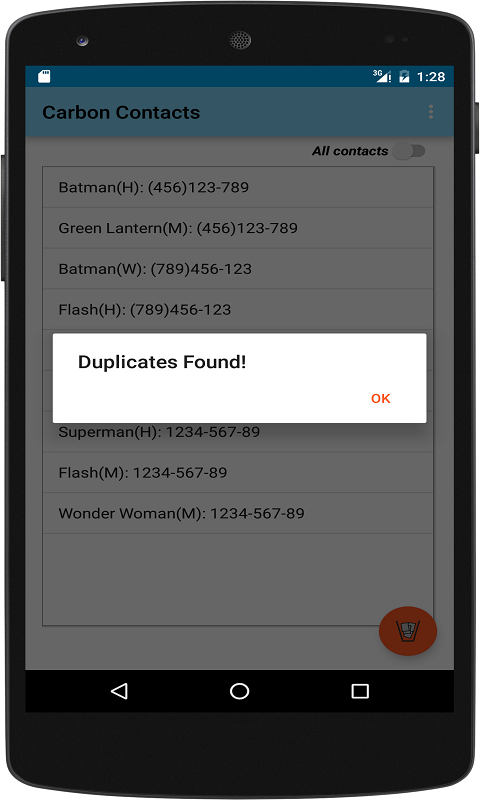 3G
1:28
Carbon Contacts
All contacts
Batman(H): (456)123-789
Green Lantern(M): (456)123-789
Batman(W): (789)456-123
Flash(H): (789)456-123
Duplicates Found!
OK
Superman(H): 1234-567-89
Flash(M): 1234-567-89
Wonder Woman(M): 1234-567-89